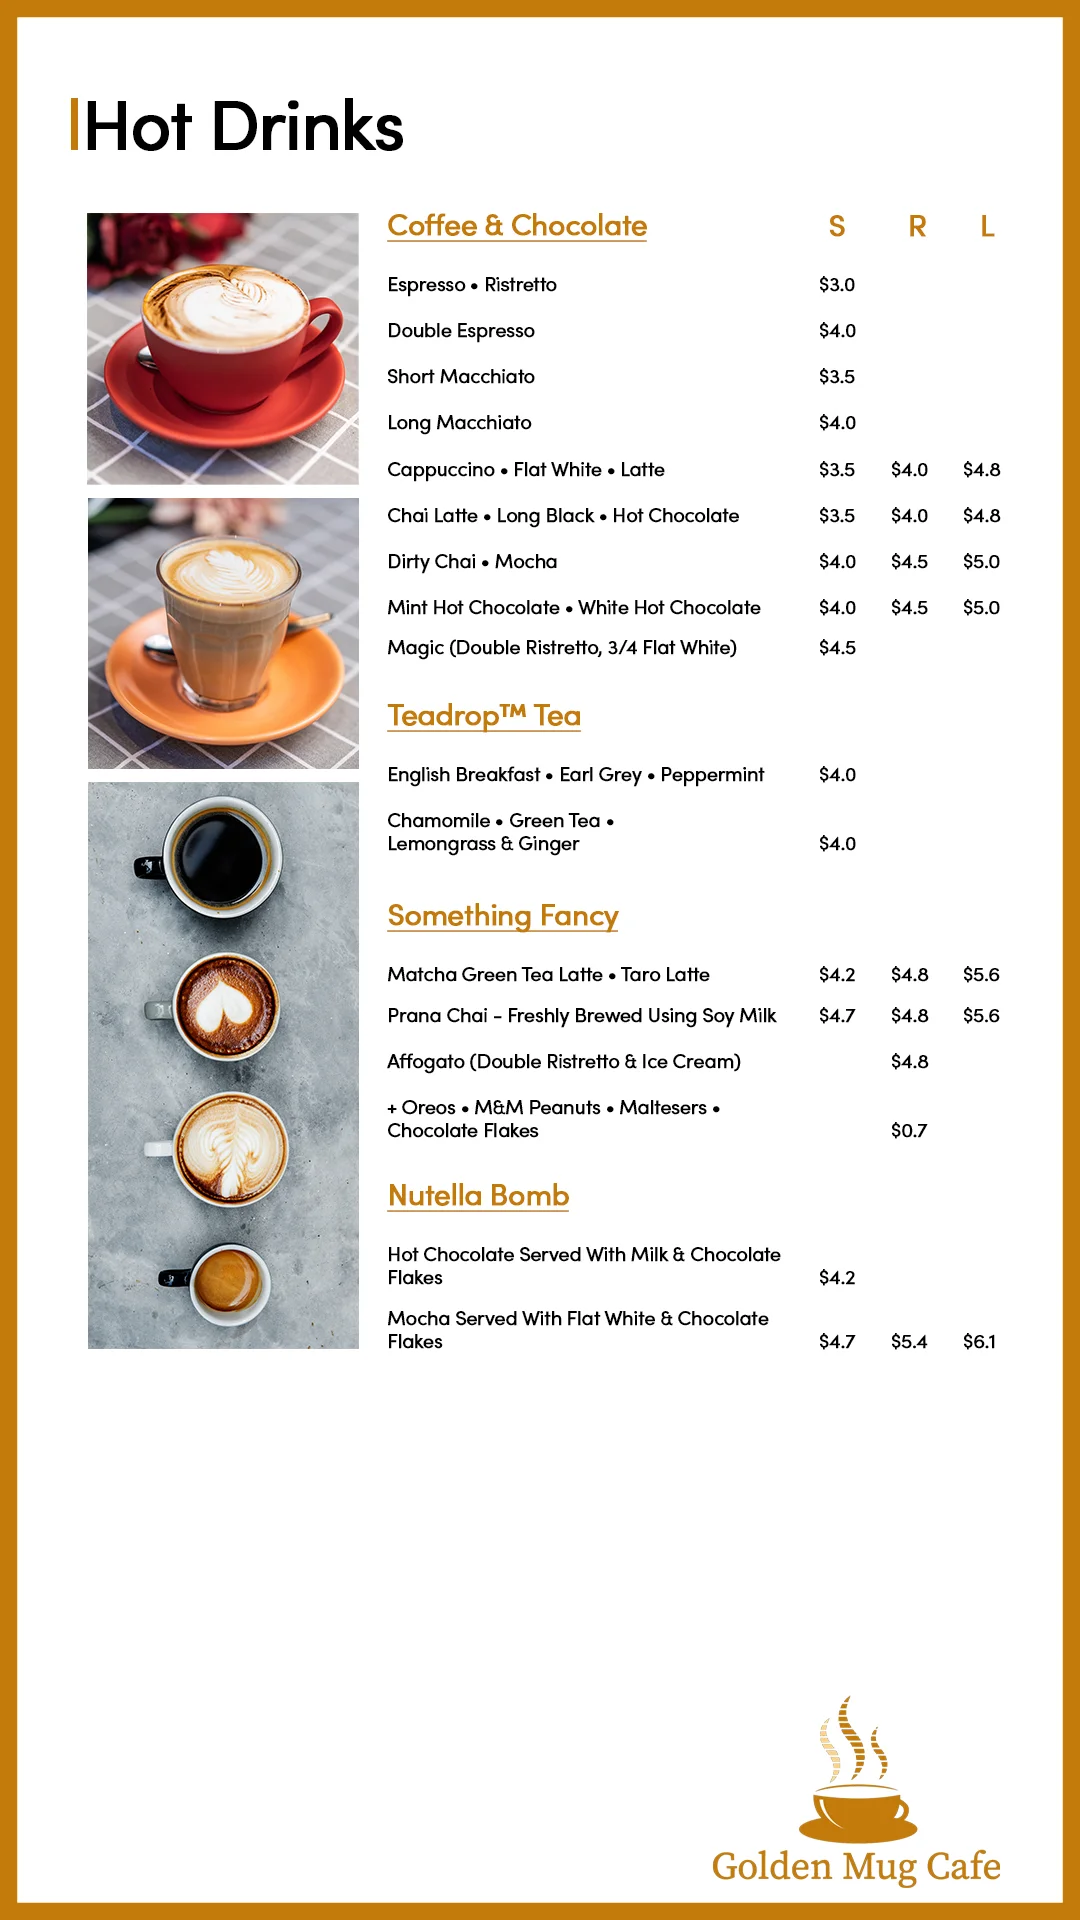 Hot Drinks
Coffee & Chocolate S R L
Espresso • Ristretto $3.0
Double Espresso $4.0
Short Macchiato $3.5
Long Macchiato $4.0
Cappuccino • Flat White • Latte $3.5 $4.0 $4.8
Chai Latte • Long Black • Hot Chocolate $3.5 $4.0 $4.8
Dirty Chai • Mocha $4.0 $4.5 $5.0
Mint Hot Chocolate • White Hot Chocolate $4.0 $4.5 $5.0
Magic (Double Ristretto, 3/4 Flat White) $4.5
Teadrop™ Tea
English Breakfast • Earl Grey • Peppermint $4.0
Chamomile • Green Tea •
Lemongrass & Ginger $4.0
Something Fancy
Matcha Green Tea Latte • Taro Latte $4.2 $4.8 $5.6
Prana Chai - Freshly Brewed Using Soy Milk $4.7 $4.8 $5.6
Affogato (Double Ristretto & Ice Cream) $4.8
+ Oreos • M&M Peanuts • Maltesers •
Chocolate Flakes $0.7
Nutella Bomb
Hot Chocolate Served With Milk & Chocolate
Flakes $4.2
Mocha Served With Flat White & Chocolate
Flakes $4.7 $5.4 $6.1
Golden Mug Cafe